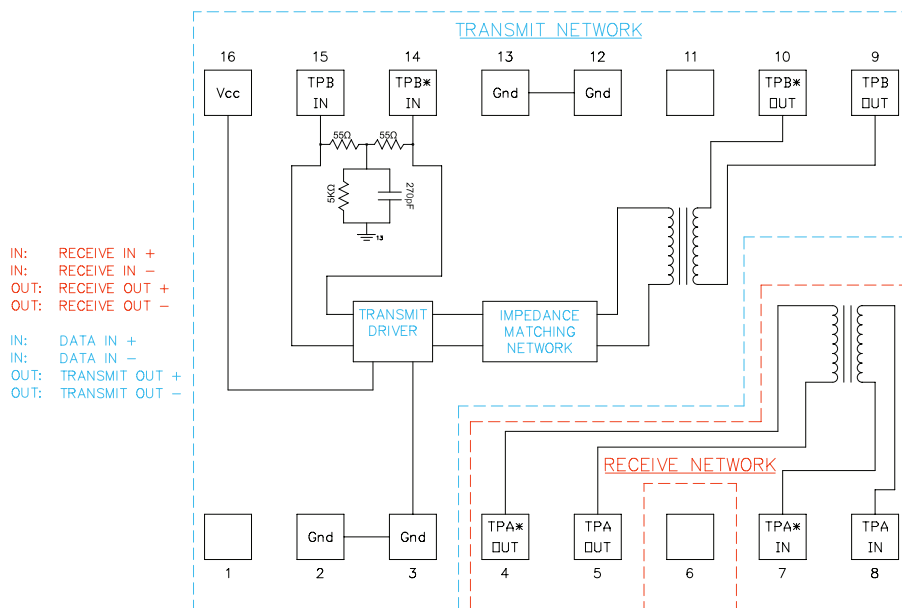 TRANSMIT NETWORK
16 15 14 13 12 11 10 9
Vcc
TPB
IN
TPB*
IN
Gnd
Gnd
TPB*
OUT
TPB
OUT
55Ω 55Ω
5KΩ
270pF
13
IN: RECEIVE IN +
IN: RECEIVE IN -
OUT: RECEIVE OUT +
OUT: RECEIVE OUT -
IN: DATA IN +
IN: DATA IN -
OUT: TRANSMIT OUT +
OUT: TRANSMIT OUT -
TRANSMIT
DRIVER
IMPEDANCE
MATCHING
NETWORK
RECEIVE NETWORK
Gnd
Gnd
TPA*
OUT
TPA
OUT
TPA*
IN
TPA
IN
1 2 3 4 5 6 7 8